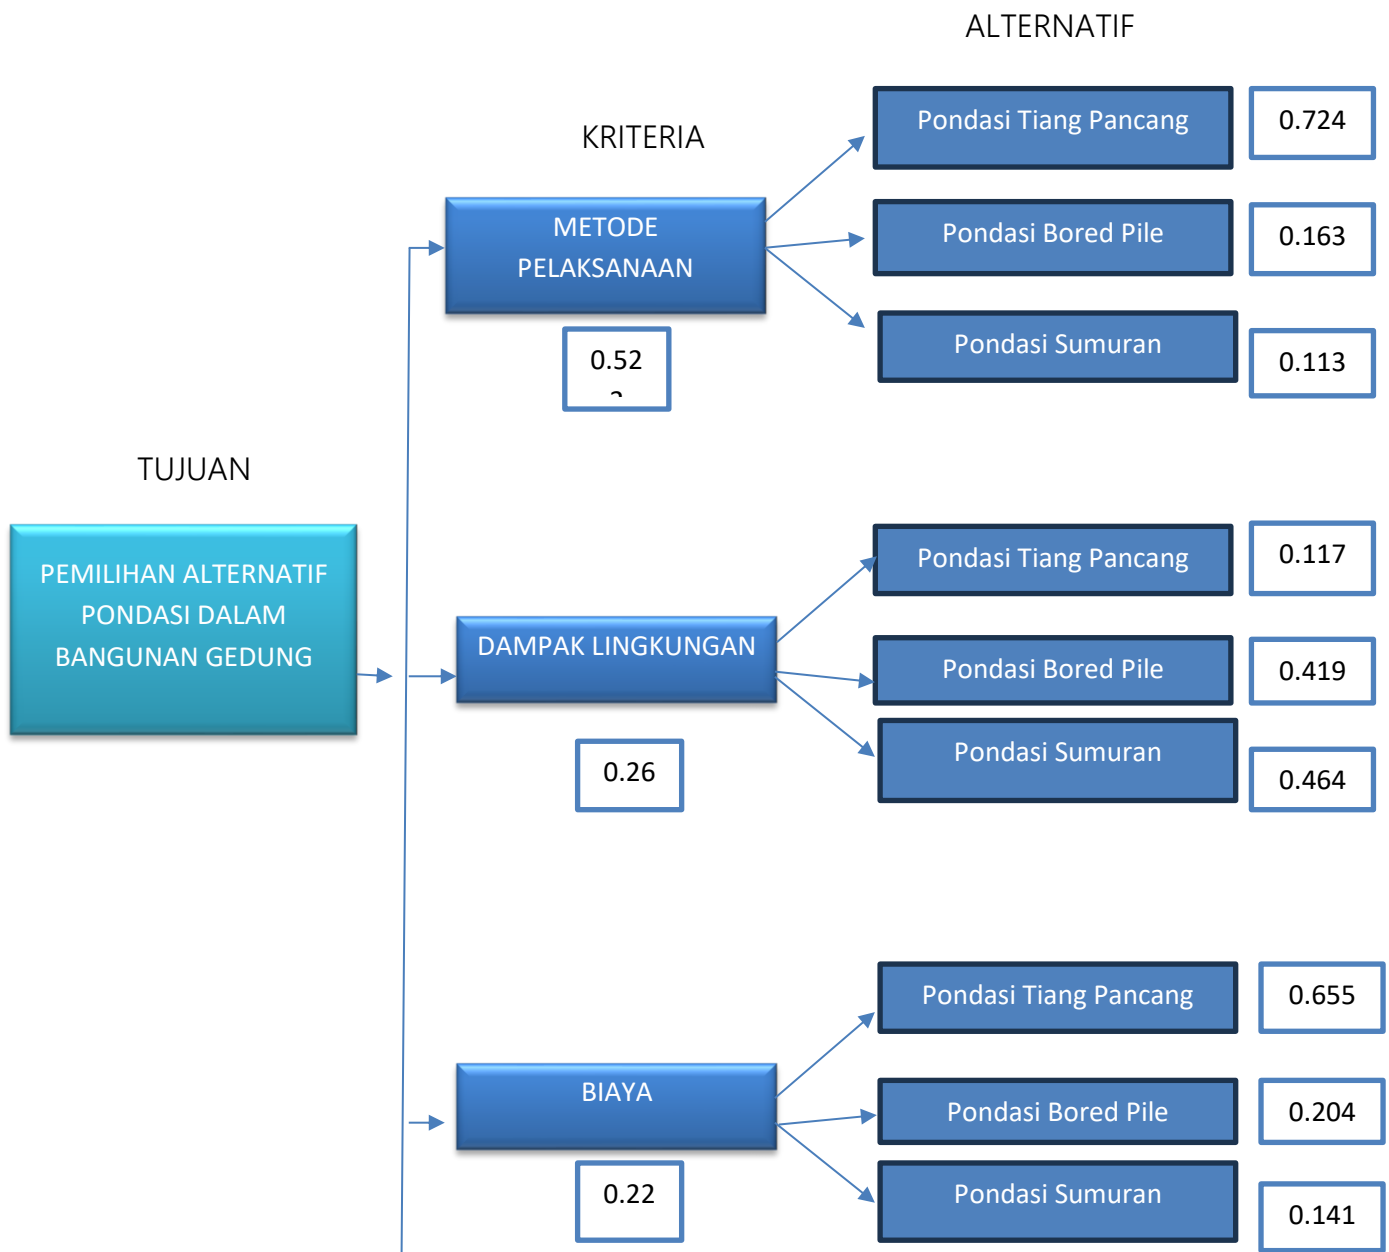 ALTERNATIF
KRITERIA
TUJUAN
PEMILIHAN ALTERNATIF
PONDASI DALAM
BANGUNAN GEDUNG
METODE
PELAKSANAAN
0.52
Pondasi Tiang Pancang
0.724
Pondasi Bored Pile
0.163
Pondasi Sumuran
0.113
DAMPAK LINGKUNGAN
0.26
Pondasi Tiang Pancang
0.117
Pondasi Bored Pile
0.419
Pondasi Sumuran
0.464
BIAYA
0.22
Pondasi Tiang Pancang
0.655
Pondasi Bored Pile
0.204
Pondasi Sumuran
0.141